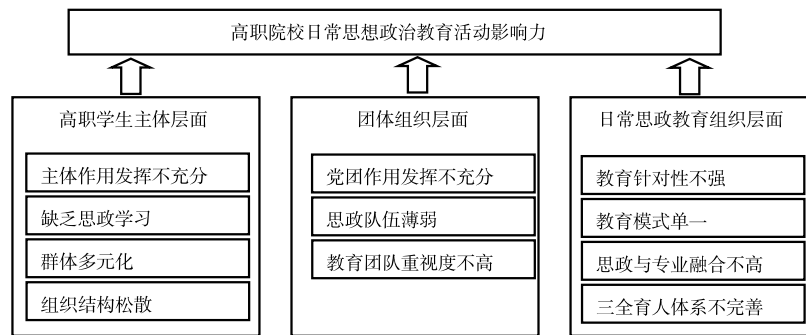 高职院校日常思想政治教育活动影响力
高职学生主体层面
主体作用发挥不充分
缺乏思政学习
群体多元化
组织结构松散
团体组织层面
党团作用发挥不充分
思政队伍薄弱
教育团队重视度不高
日常思政教育组织层面
教育针对性不强
教育模式单一
思政与专业融合不高
三全育人体系不完善